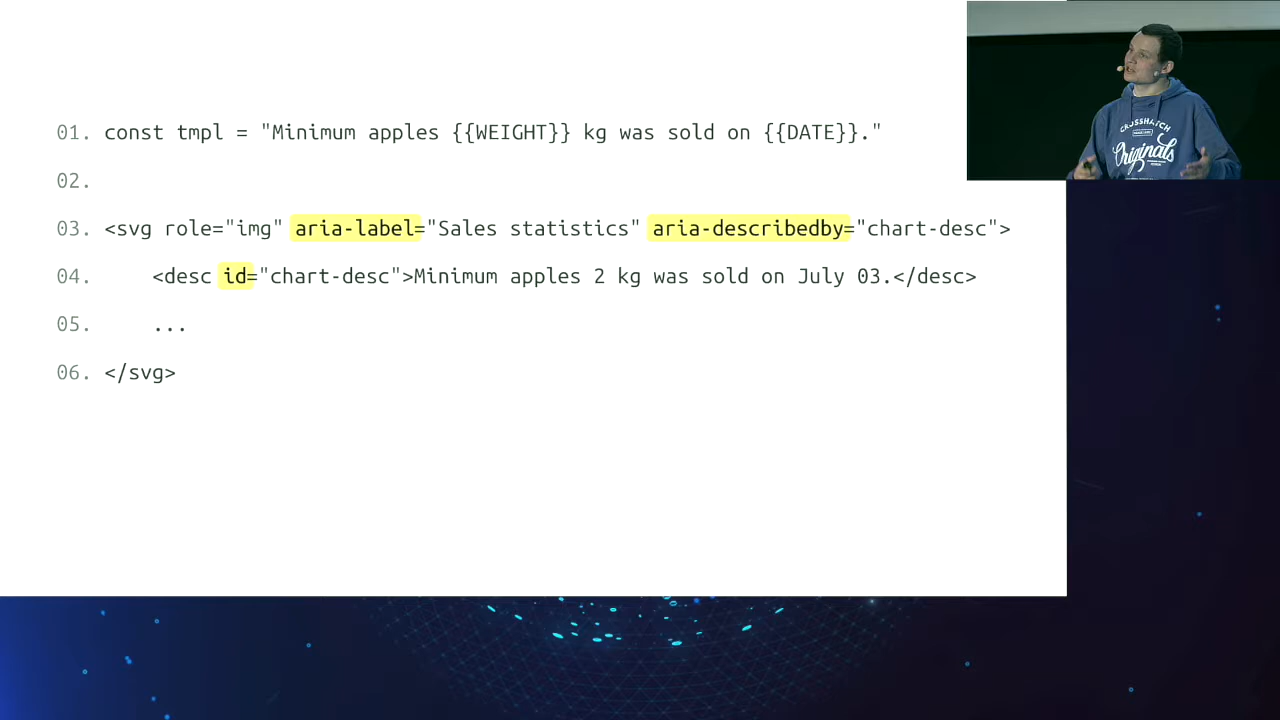 01. const tmpl = "Minimum apples {{WEIGHT}} kg was sold on {{DATE}}."
02.
03. <svg role="img" aria-label="Sales statistics" aria-describedby="chart-desc">
04. <desc id="chart-desc">Minimum apples 2 kg was sold on July 03.</desc>
05. ...
06. </svg>
CROSSHATCH
Originals